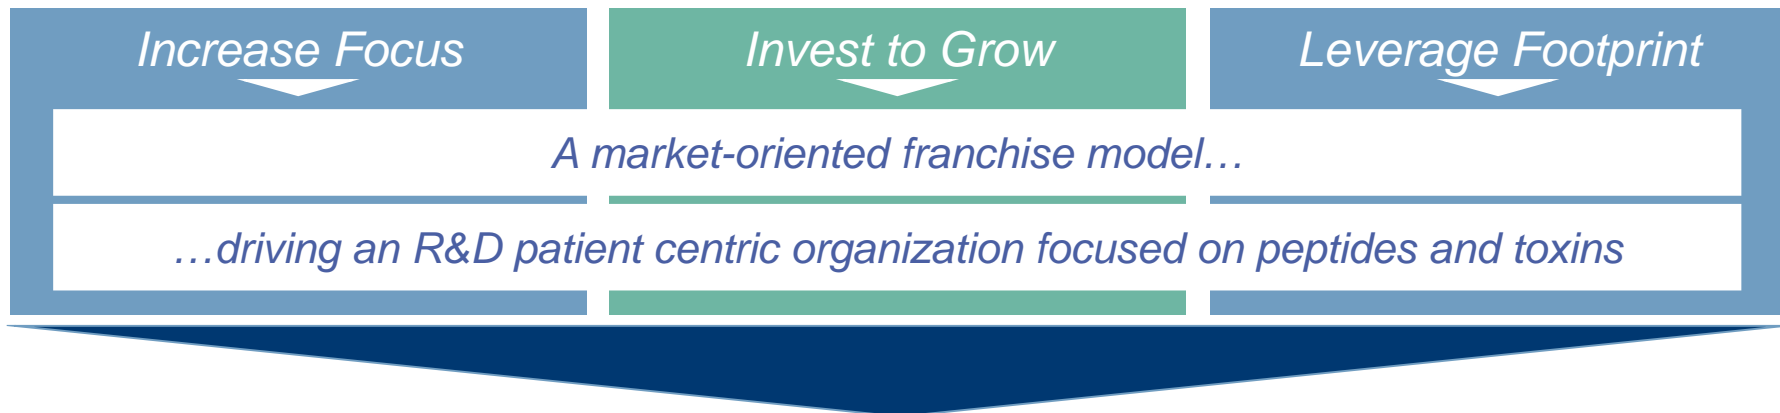 Increase Focus
Invest to Grow
Leverage Footprint
A market-oriented franchise model…
…driving an R&D patient centric organization focused on peptides and toxins